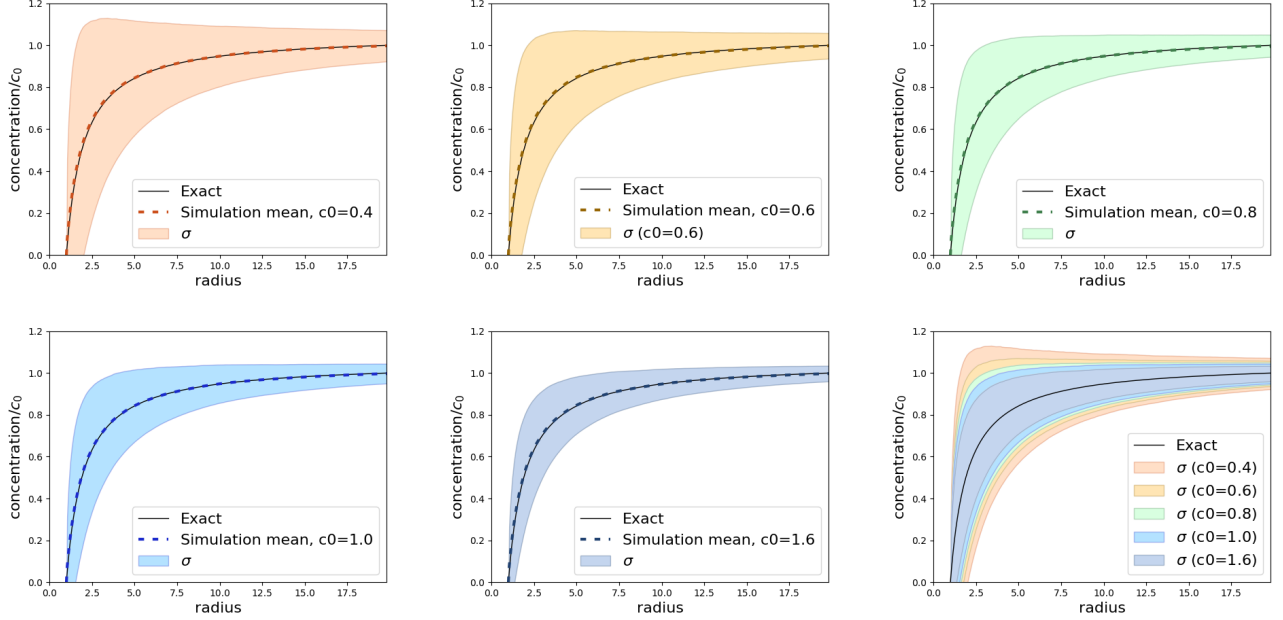 1.2
1.0
0.8
0.6
0.4
0.2
0.0
concentration/c₀
Exact
Simulation mean, c0=0.4
σ
0.0 2.5 5.0 7.5 10.0 12.5 15.0 17.5
radius
1.2
1.0
0.8
0.6
0.4
0.2
0.0
concentration/c₀
Exact
Simulation mean, c0=0.6
σ (c0=0.6)
0.0 2.5 5.0 7.5 10.0 12.5 15.0 17.5
radius
1.2
1.0
0.8
0.6
0.4
0.2
0.0
concentration/c₀
Exact
Simulation mean, c0=0.8
σ
0.0 2.5 5.0 7.5 10.0 12.5 15.0 17.5
radius
1.2
1.0
0.8
0.6
0.4
0.2
0.0
concentration/c₀
Exact
Simulation mean, c0=1.0
σ
0.0 2.5 5.0 7.5 10.0 12.5 15.0 17.5
radius
1.2
1.0
0.8
0.6
0.4
0.2
0.0
concentration/c₀
Exact
Simulation mean, c0=1.6
σ
0.0 2.5 5.0 7.5 10.0 12.5 15.0 17.5
radius
1.2
1.0
0.8
0.6
0.4
0.2
0.0
concentration/c₀
Exact
σ (c0=0.4)
σ (c0=0.6)
σ (c0=0.8)
σ (c0=1.0)
σ (c0=1.6)
0.0 2.5 5.0 7.5 10.0 12.5 15.0 17.5
radius